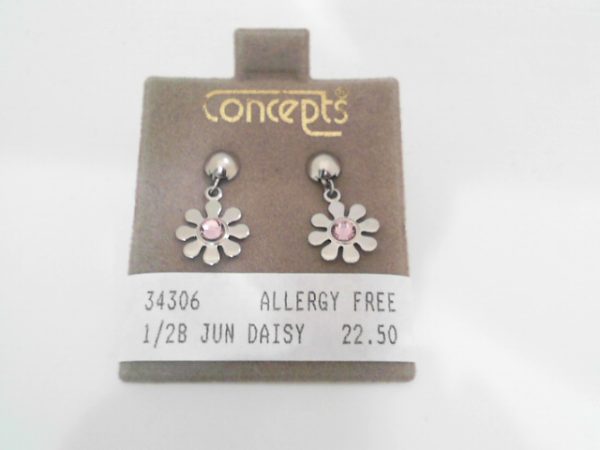 Concepts®
34306 ALLERGY FREE
1/2B JUN DAISY 22.50